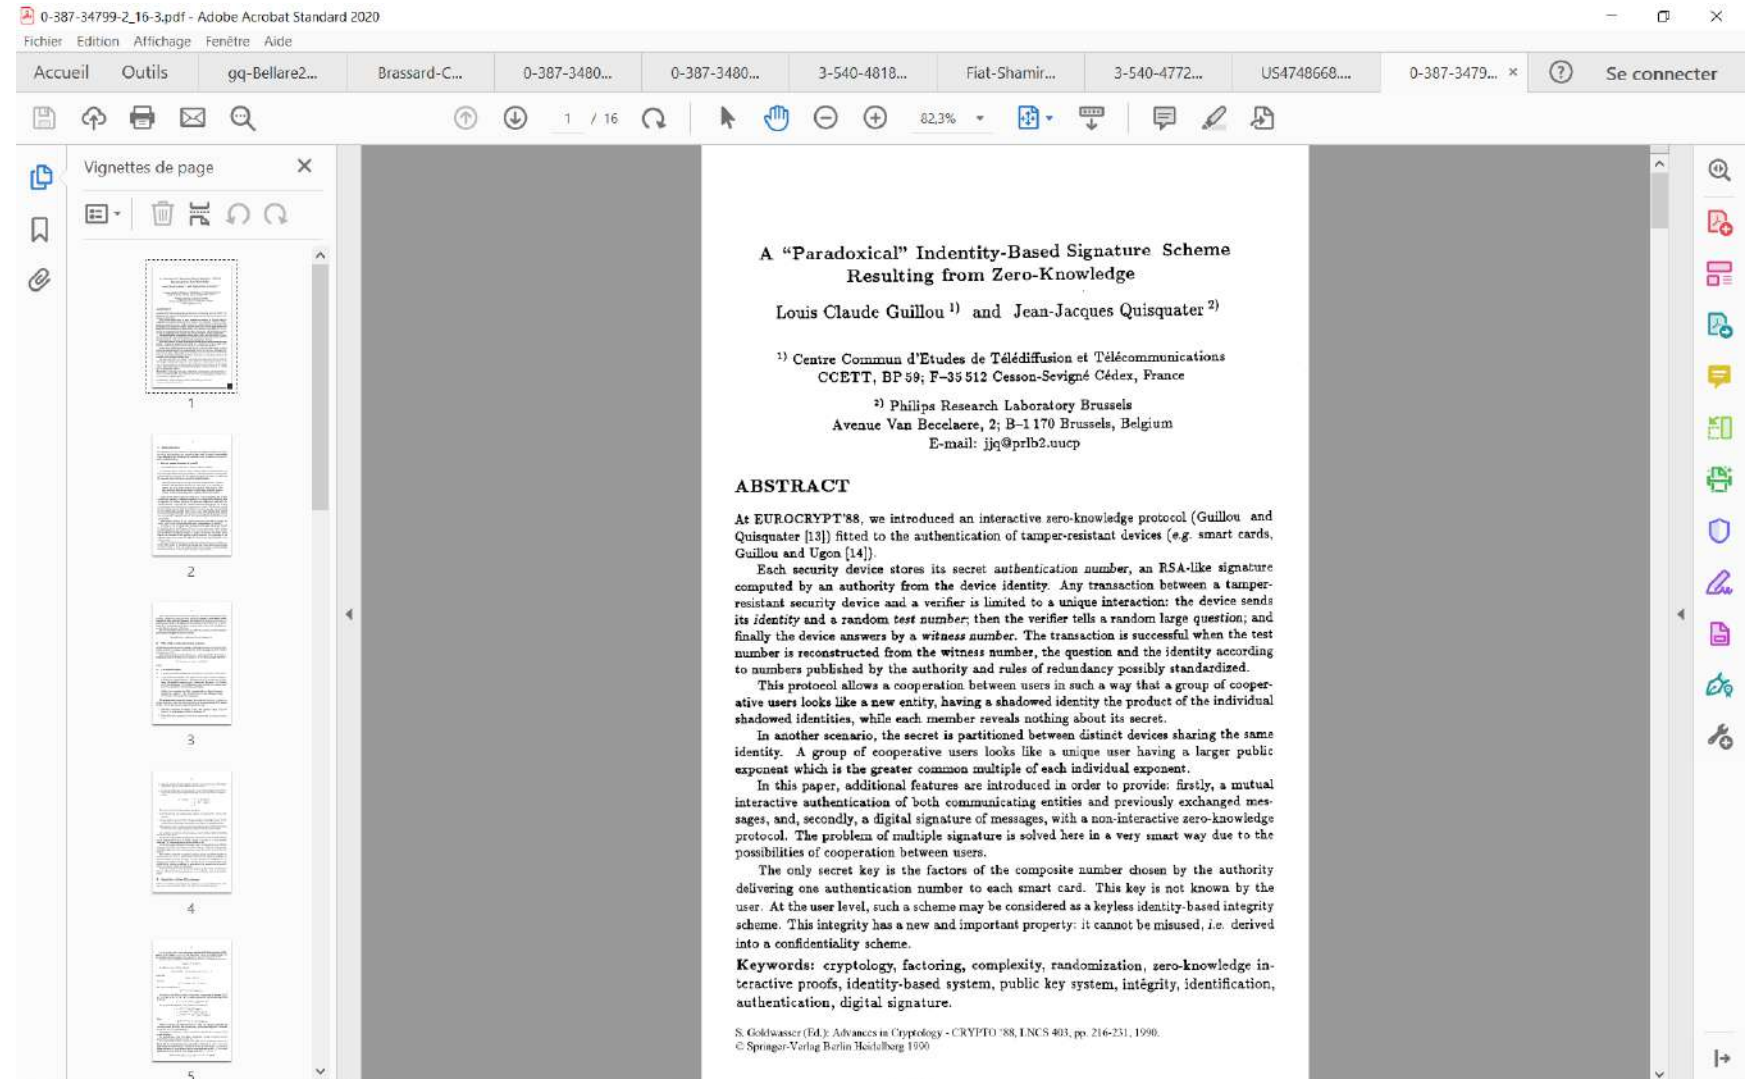 0-387-34799-2_16-3.pdf - Adobe Acrobat Standard 2020
Fichier Edition Affichage Fenêtre Aide
Accueil Outils gq-Bellare2... Brassard-C... 0-387-3480... 0-387-3480... 3-540-4818... Fiat-Shamir... 3-540-4772... US4748668.... 0-387-3479... × ? Se connecter
1 / 16 82,3%
Vignettes de page
1
2
3
4
5
A “Paradoxical” Indentity-Based Signature Scheme
Resulting from Zero-Knowledge
Louis Claude Guillou 1) and Jean-Jacques Quisquater 2)
1) Centre Commun d'Etudes de Télédiffusion et Télécommunications
CCETT, BP 59; F–35 512 Cesson-Sevigné Cédex, France
2) Philips Research Laboratory Brussels
Avenue Van Becelaere, 2; B–1 170 Brussels, Belgium
E-mail: jjq@prlb2.uucp
ABSTRACT
At EUROCRYPT'88, we introduced an interactive zero-knowledge protocol (Guillou and
Quisquater [13]) fitted to the authentication of tamper-resistant devices (e.g. smart cards,
Guillou and Ugon [14]).
Each security device stores its secret authentication number, an RSA-like signature
computed by an authority from the device identity. Any transaction between a tamper-
resistant security device and a verifier is limited to a unique interaction: the device sends
its identity and a random test number; then the verifier tells a random large question; and
finally the device answers by a witness number. The transaction is successful when the test
number is reconstructed from the witness number, the question and the identity according
to numbers published by the authority and rules of redundancy possibly standardized.
This protocol allows a cooperation between users in such a way that a group of cooper-
ative users looks like a new entity, having a shadowed identity the product of the individual
shadowed identities, while each member reveals nothing about its secret.
In another scenario, the secret is partitioned between distinct devices sharing the same
identity. A group of cooperative users looks like a unique user having a larger public
exponent which is the greater common multiple of each individual exponent.
In this paper, additional features are introduced in order to provide: firstly, a mutual
interactive authentication of both communicating entities and previously exchanged mes-
sages, and, secondly, a digital signature of messages, with a non-interactive zero-knowledge
protocol. The problem of multiple signature is solved here in a very smart way due to the
possibilities of cooperation between users.
The only secret key is the factors of the composite number chosen by the authority
delivering one authentication number to each smart card. This key is not known by the
user. At the user level, such a scheme may be considered as a keyless identity-based integrity
scheme. This integrity has a new and important property: it cannot be misused, i.e. derived
into a confidentiality scheme.
Keywords: cryptology, factoring, complexity, randomization, zero-knowledge in-
teractive proofs, identity-based system, public key system, intégrity, identification,
authentication, digital signature.
S. Goldwasser (Ed.): Advances in Cryptology - CRYPTO '88, LNCS 403, pp. 216-231, 1990.
© Springer-Verlag Berlin Heidelberg 1990